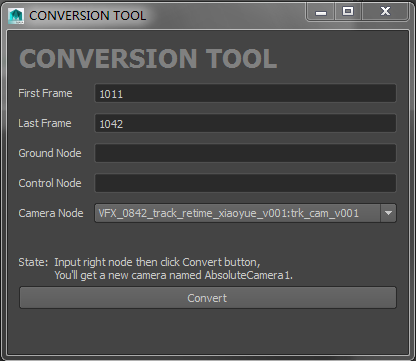 CONVERSION TOOL
CONVERSION TOOL
First Frame 1011
Last Frame 1042
Ground Node
Control Node
Camera Node VFX_0842_track_retime_xiaoyue_v001:trk_cam_v001
State: Input right node then click Convert button,
You'll get a new camera named AbsoluteCamera1.
Convert